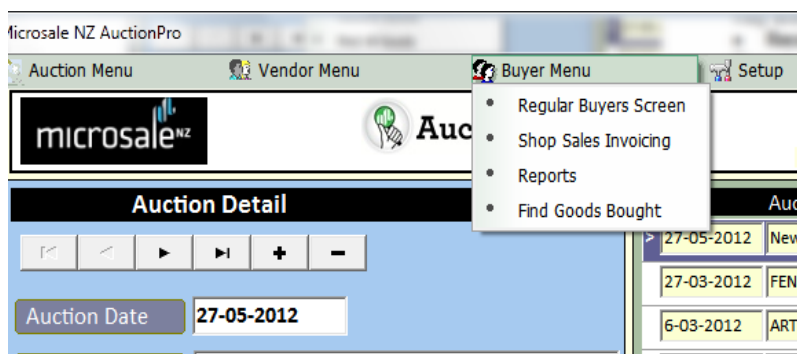 Microsale NZ AuctionPro
Auction Menu
Vendor Menu
Buyer Menu
Setup
microsale NZ
Auc
Regular Buyers Screen
Shop Sales Invoicing
Reports
Find Goods Bought
Auction Detail
Auc
27-05-2012 New
27-03-2012 FEN
6-03-2012 ART
Auction Date 27-05-2012